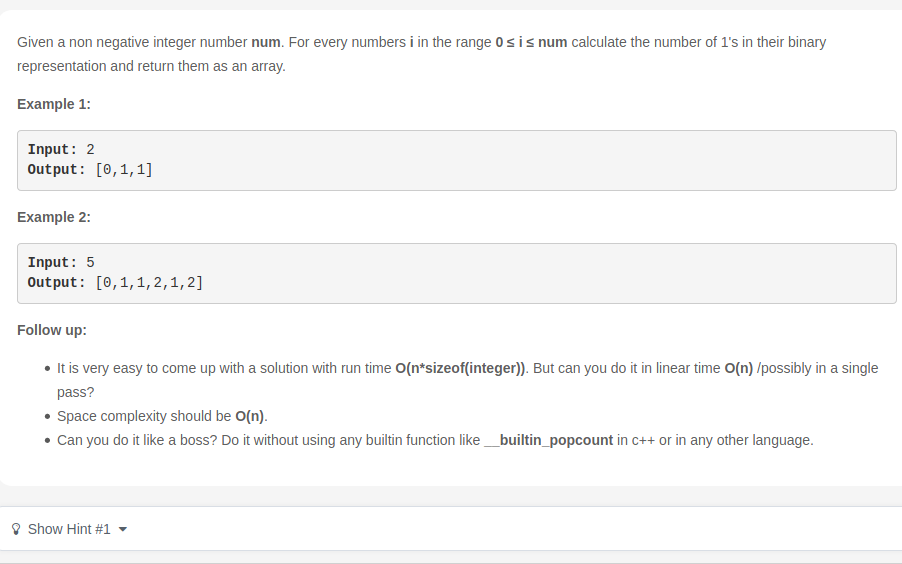 Given a non negative integer number num. For every numbers i in the range 0 ≤ i ≤ num calculate the number of 1's in their binary
representation and return them as an array.
Example 1:
Input: 2
Output: [0,1,1]
Example 2:
Input: 5
Output: [0,1,1,2,1,2]
Follow up:
• It is very easy to come up with a solution with run time O(n*sizeof(integer)). But can you do it in linear time O(n) /possibly in a single
pass?
• Space complexity should be O(n).
• Can you do it like a boss? Do it without using any builtin function like __builtin_popcount in c++ or in any other language.
Show Hint #1